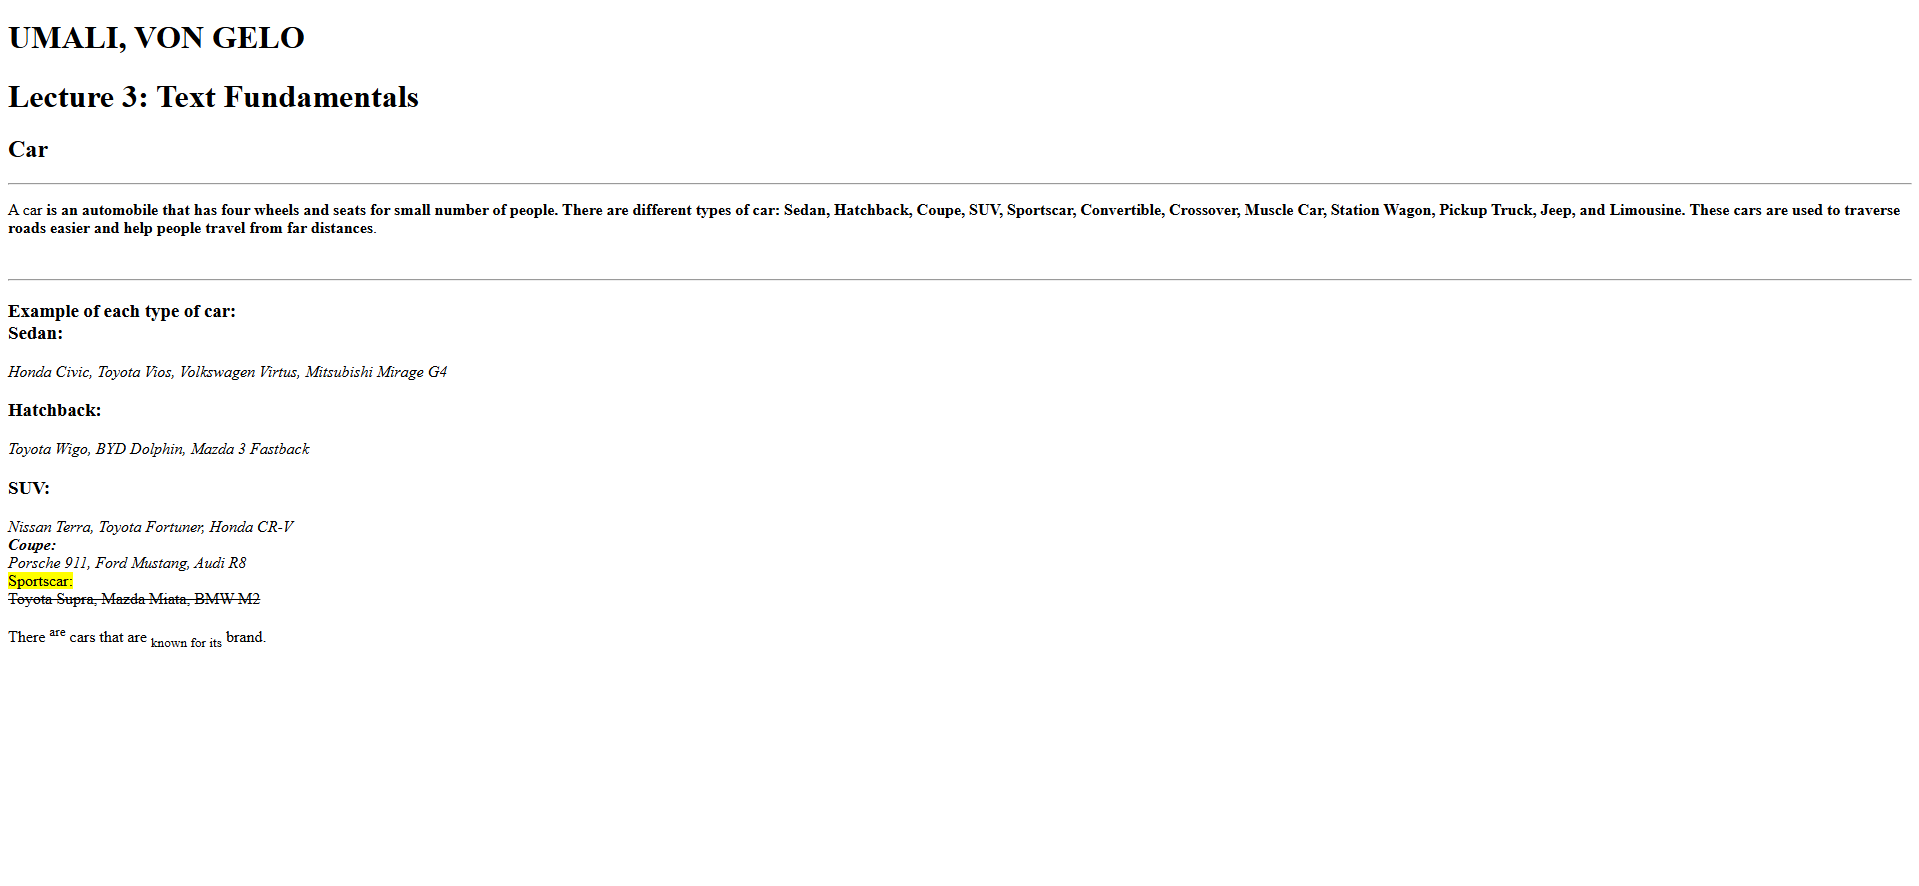 UMALI, VON GELO
Lecture 3: Text Fundamentals
Car
A car is an automobile that has four wheels and seats for small number of people. There are different types of car: Sedan, Hatchback, Coupe, SUV, Sportscar, Convertible, Crossover, Muscle Car, Station Wagon, Pickup Truck, Jeep, and Limousine. These cars are used to traverse
roads easier and help people travel from far distances.
Example of each type of car:
Sedan:
Honda Civic, Toyota Vios, Volkswagen Virtus, Mitsubishi Mirage G4
Hatchback:
Toyota Wigo, BYD Dolphin, Mazda 3 Fastback
SUV:
Nissan Terra, Toyota Fortuner, Honda CR-V
Coupe:
Porsche 911, Ford Mustang, Audi R8
Sportscar:
Toyota Supra, Mazda Miata, BMW M2
There are cars that are known for its brand.